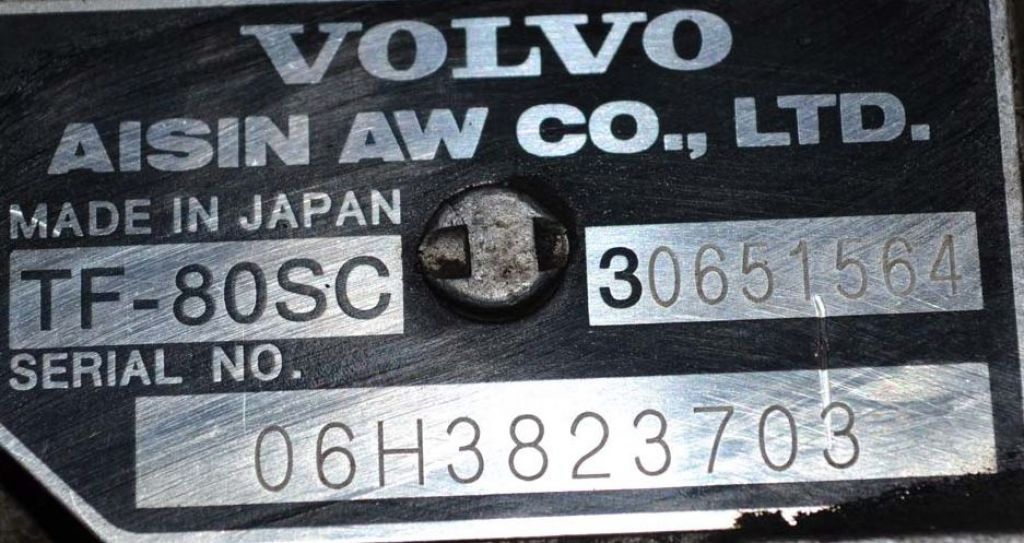 VOLVO
AISIN AW CO., LTD.
MADE IN JAPAN
TF-80SC 30651564
SERIAL NO.
06H3823703